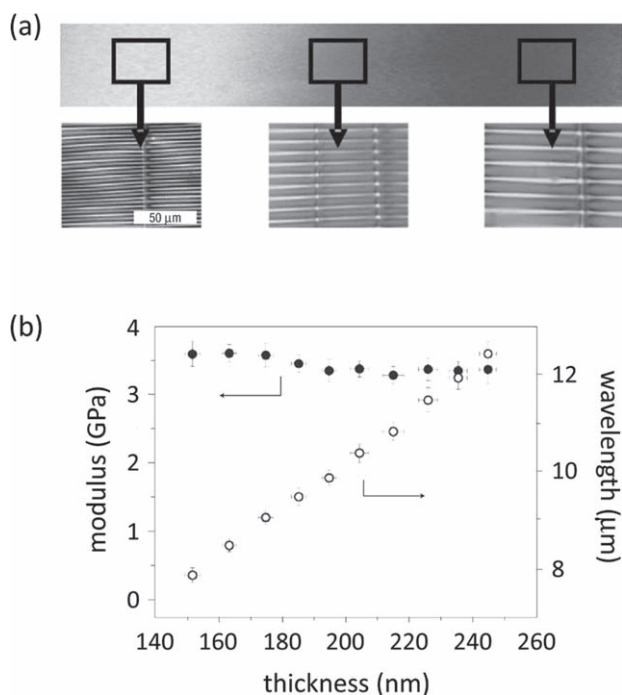 (a)
50 μm
(b)
4
3
2
1
0
modulus (GPa)
12
10
8
wavelength (μm)
140 160 180 200 220 240 260
thickness (nm)